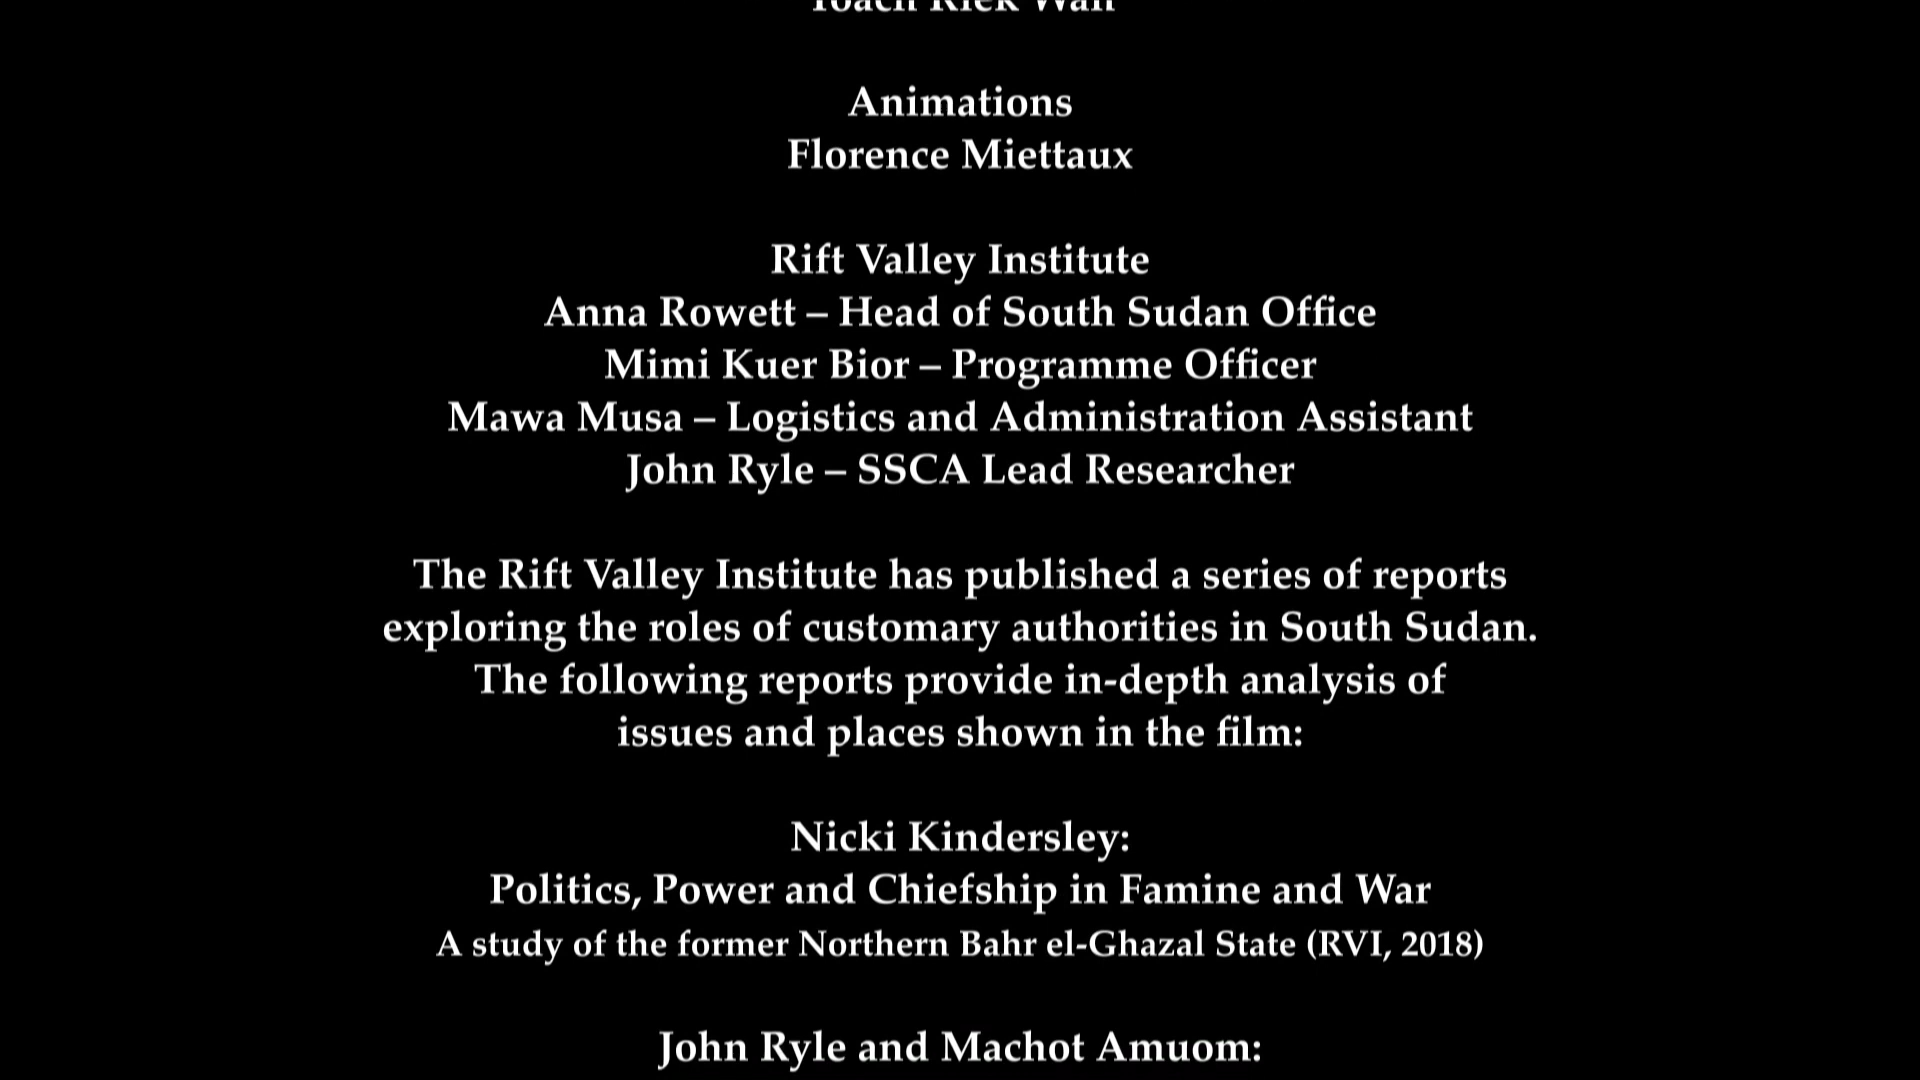 Animations
Florence Miettaux
Rift Valley Institute
Anna Rowett – Head of South Sudan Office
Mimi Kuer Bior – Programme Officer
Mawa Musa – Logistics and Administration Assistant
John Ryle – SSCA Lead Researcher
The Rift Valley Institute has published a series of reports
exploring the roles of customary authorities in South Sudan.
The following reports provide in-depth analysis of
issues and places shown in the film:
Nicki Kindersley:
Politics, Power and Chiefship in Famine and War
A study of the former Northern Bahr el-Ghazal State (RVI, 2018)
John Ryle and Machot Amuom: